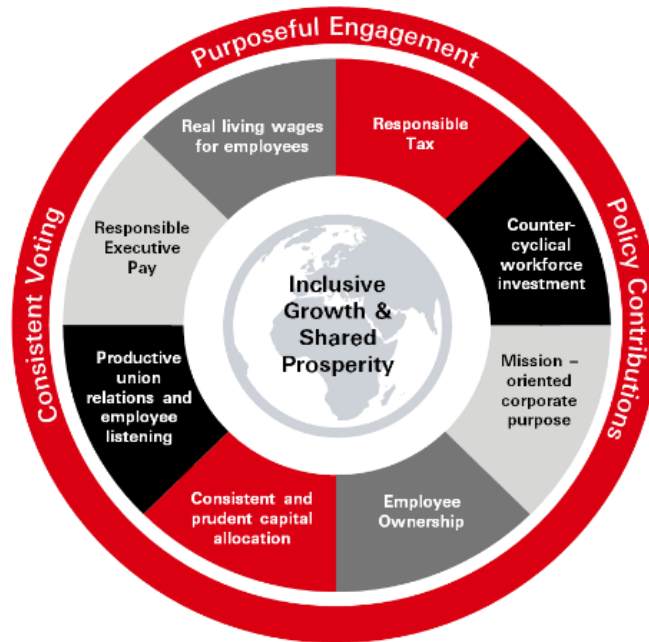 Purposeful Engagement
Policy Contributions
Consistent Voting
Real living wages
for employees
Responsible
Tax
Counter-
cyclical
workforce
investment
Mission –
oriented
corporate
purpose
Employee
Ownership
Consistent and
prudent capital
allocation
Productive
union
relations and
employee
listening
Responsible
Executive
Pay
Inclusive
Growth &
Shared
Prosperity